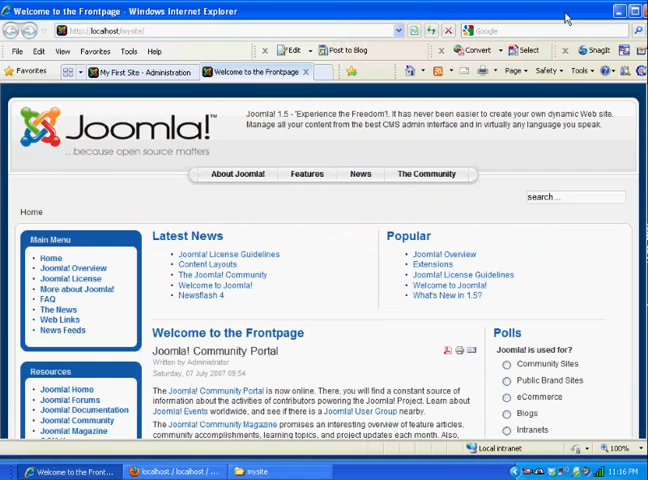 Welcome to the Frontpage - Windows Internet Explorer
http://localhost/mysite/
Google
File Edit View Favorites Tools Help
Edit Post to Blog Convert Select SnagIt
Favorites My First Site - Administration Welcome to the Frontpage
Page Safety Tools
Joomla!
...because open source matters
Joomla! 1.5 - 'Experience the Freedom!'. It has never been easier to create your own dynamic Web site.
Manage all your content from the best CMS admin interface and in virtually any language you speak.
About Joomla! Features News The Community
search...
Home
Main Menu
Home
Joomla! Overview
Joomla! License
More about Joomla!
FAQ
The News
Web Links
News Feeds
Resources
Joomla! Home
Joomla! Forums
Joomla! Documentation
Joomla! Community
Joomla! Magazine
Latest News
Joomla! License Guidelines
Content Layouts
The Joomla! Community
Welcome to Joomla!
Newsflash 4
Popular
Joomla! Overview
Extensions
Joomla! License Guidelines
Welcome to Joomla!
What's New in 1.5?
Welcome to the Frontpage
Joomla! Community Portal
Written by Administrator
Saturday, 07 July 2007 09:54
The Joomla! Community Portal is now online. There, you will find a constant source of
information about the activities of contributors powering the Joomla! Project. Learn about
Joomla! Events worldwide, and see if there is a Joomla! User Group nearby.
The Joomla! Community Magazine promises an interesting overview of feature articles,
community accomplishments, learning topics, and project updates each month. Also,
Polls
Joomla! is used for?
Community Sites
Public Brand Sites
eCommerce
Blogs
Intranets
Local intranet 100%
Welcome to the Front... localhost / localhost / ... mysite 11:16 PM